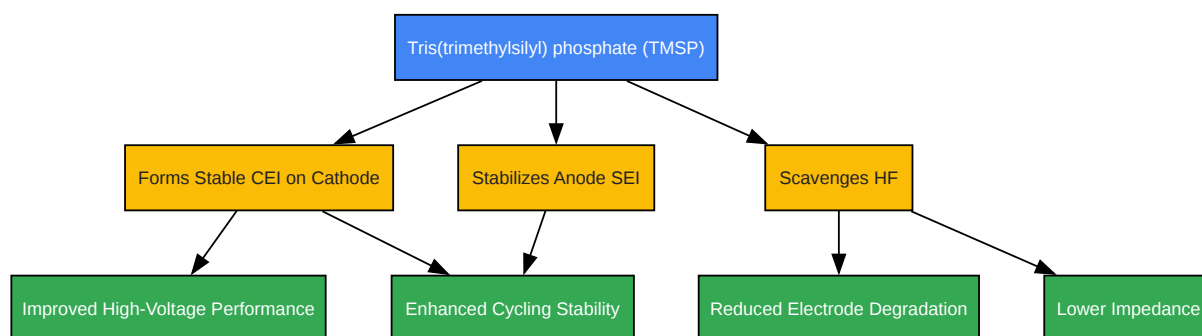 Tris(trimethylsilyl) phosphate (TMSP)
Forms Stable CEI on Cathode
Stabilizes Anode SEI
Scavenges HF
Improved High-Voltage Performance
Enhanced Cycling Stability
Reduced Electrode Degradation
Lower Impedance